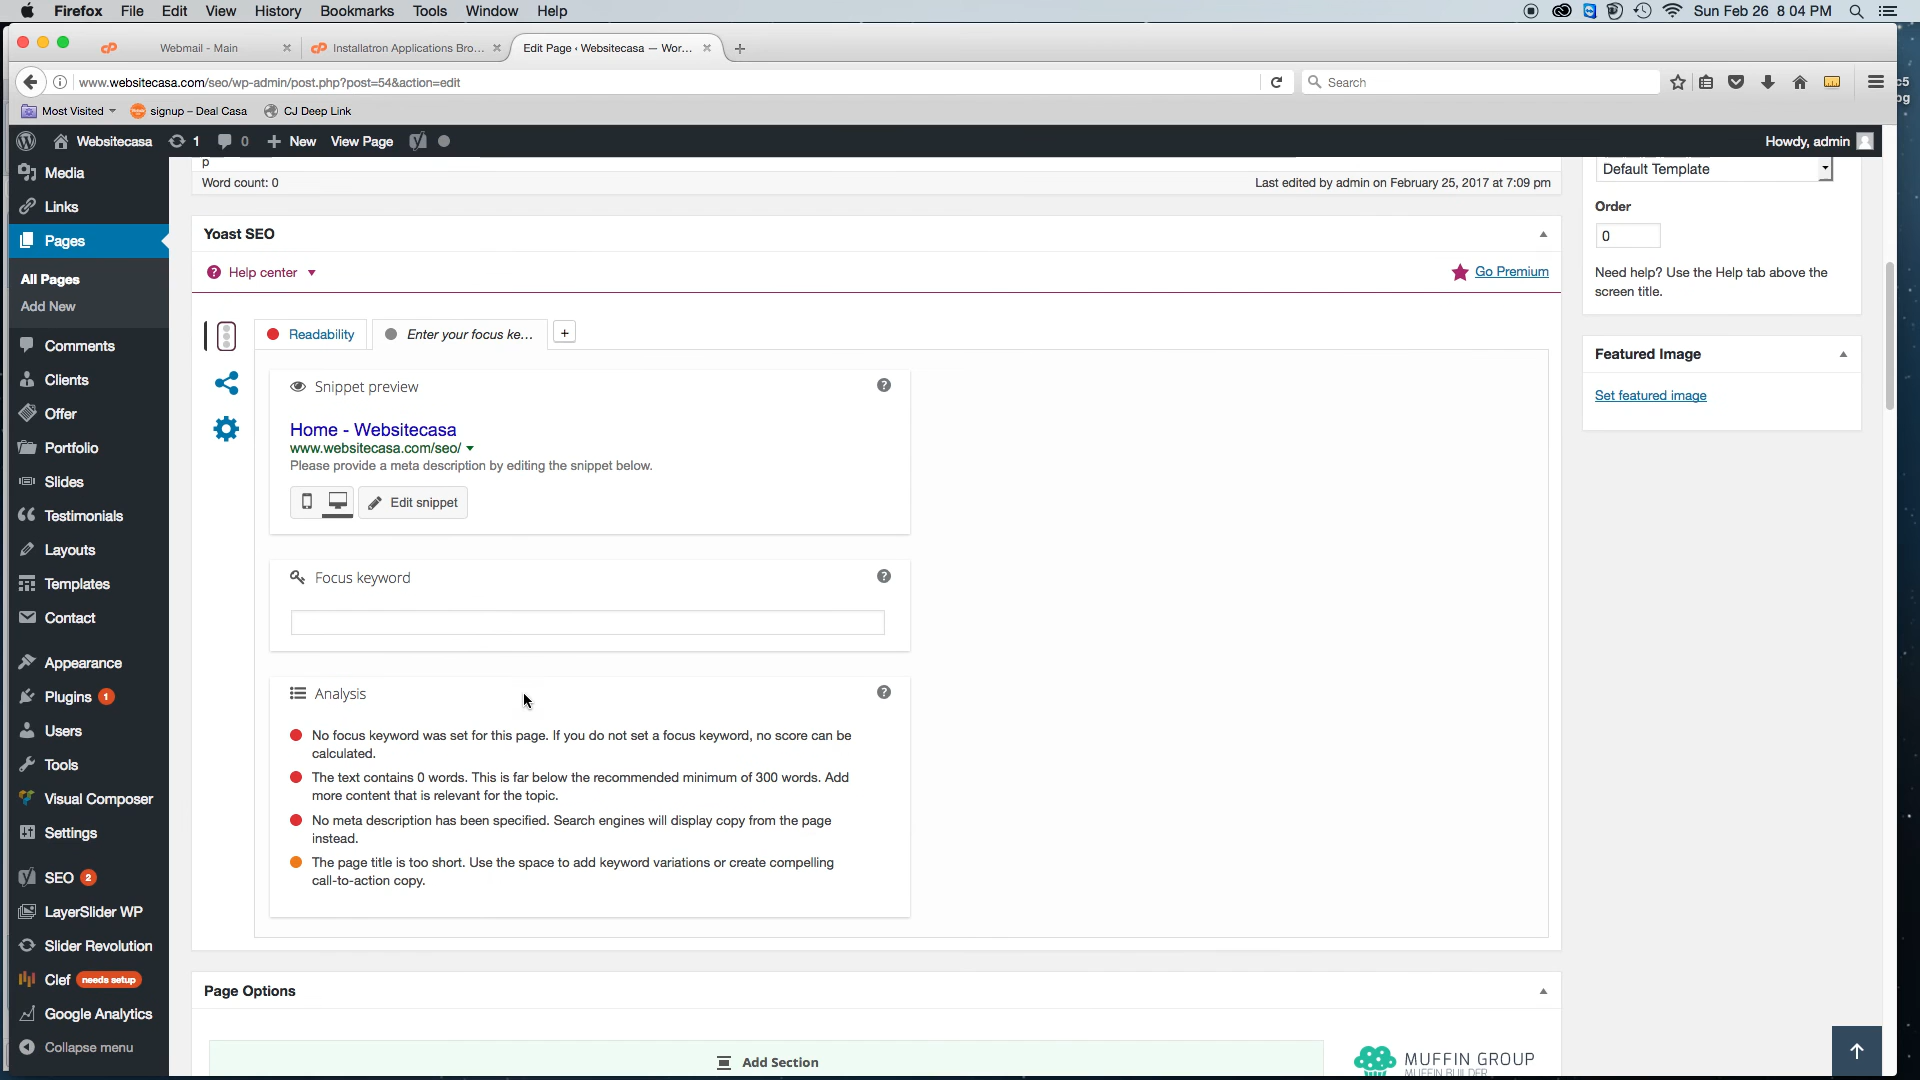 Firefox File Edit View History Bookmarks Tools Window Help Sun Feb 26 8:04 PM
cP Webmail - Main cP Installatron Applications Bro... Edit Page ‹ Websitecasa — Wor...
www.websitecasa.com/seo/wp-admin/post.php?post=54&action=edit Search
Most Visited signup – Deal Casa CJ Deep Link
Websitecasa 1 0 New View Page Howdy, admin
Media
Links
Pages
All Pages
Add New
Comments
Clients
Offer
Portfolio
Slides
Testimonials
Layouts
Templates
Contact
Appearance
Plugins 1
Users
Tools
Visual Composer
Settings
SEO 2
LayerSlider WP
Slider Revolution
Clef needs setup
Google Analytics
Collapse menu
p
Word count: 0 Last edited by admin on February 25, 2017 at 7:09 pm
Yoast SEO
Help center Go Premium
Readability Enter your focus ke... +
Snippet preview
Home - Websitecasa
www.websitecasa.com/seo/
Please provide a meta description by editing the snippet below.
Edit snippet
Focus keyword
Analysis
No focus keyword was set for this page. If you do not set a focus keyword, no score can be
calculated.
The text contains 0 words. This is far below the recommended minimum of 300 words. Add
more content that is relevant for the topic.
No meta description has been specified. Search engines will display copy from the page
instead.
The page title is too short. Use the space to add keyword variations or create compelling
call-to-action copy.
Page Options
Add Section
MUFFIN GROUP
MUFFIN BUILDER
Default Template
Order
0
Need help? Use the Help tab above the
screen title.
Featured Image
Set featured image